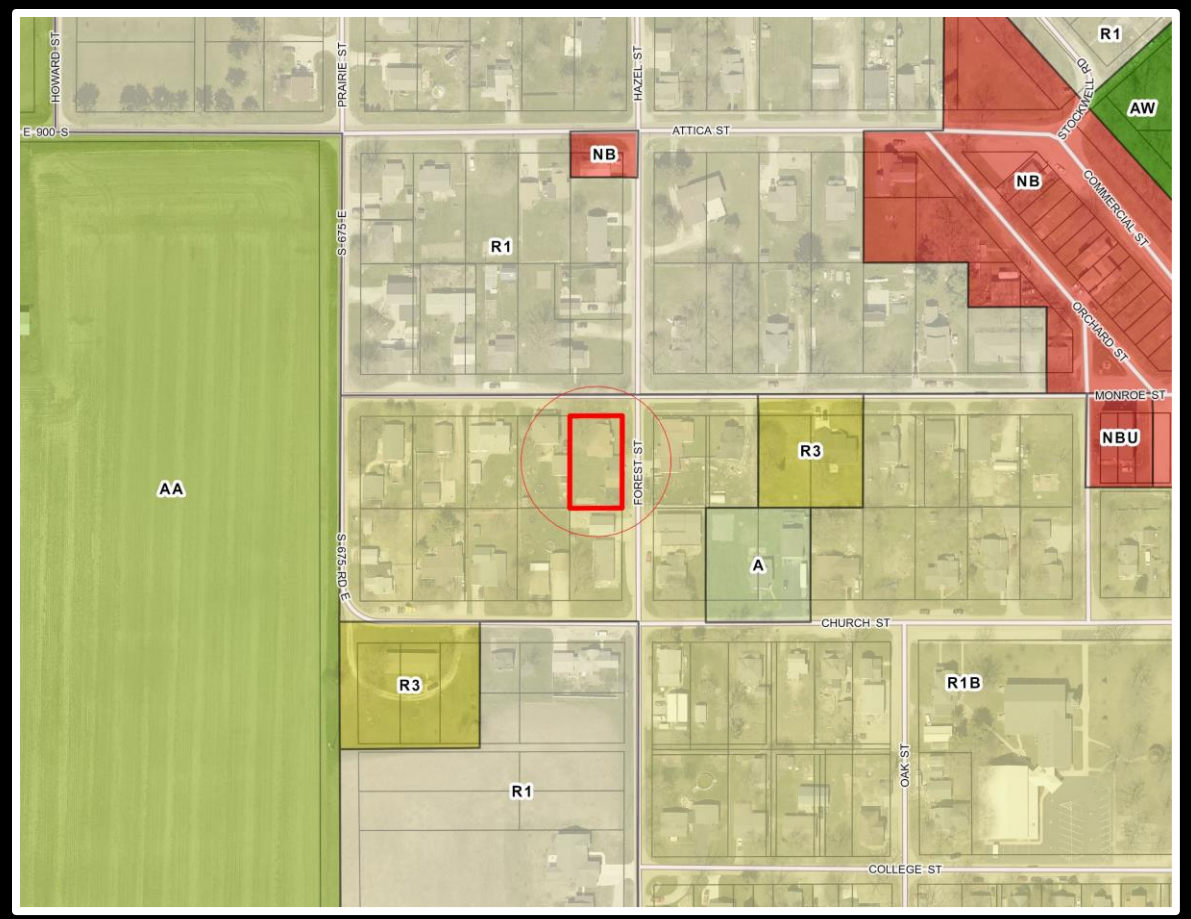 R1
HOWARD ST
PRAIRIE ST
HAZEL ST
STOCKWELL RD
AW
E 900 S
ATTICA ST
NB
NB
COMMERCIAL ST
S 675 E
R1
ORCHARD ST
MONROE ST
NBU
R3
FOREST ST
AA
S 675 RD E
A
CHURCH ST
R3
R1B
OAK ST
R1
COLLEGE ST